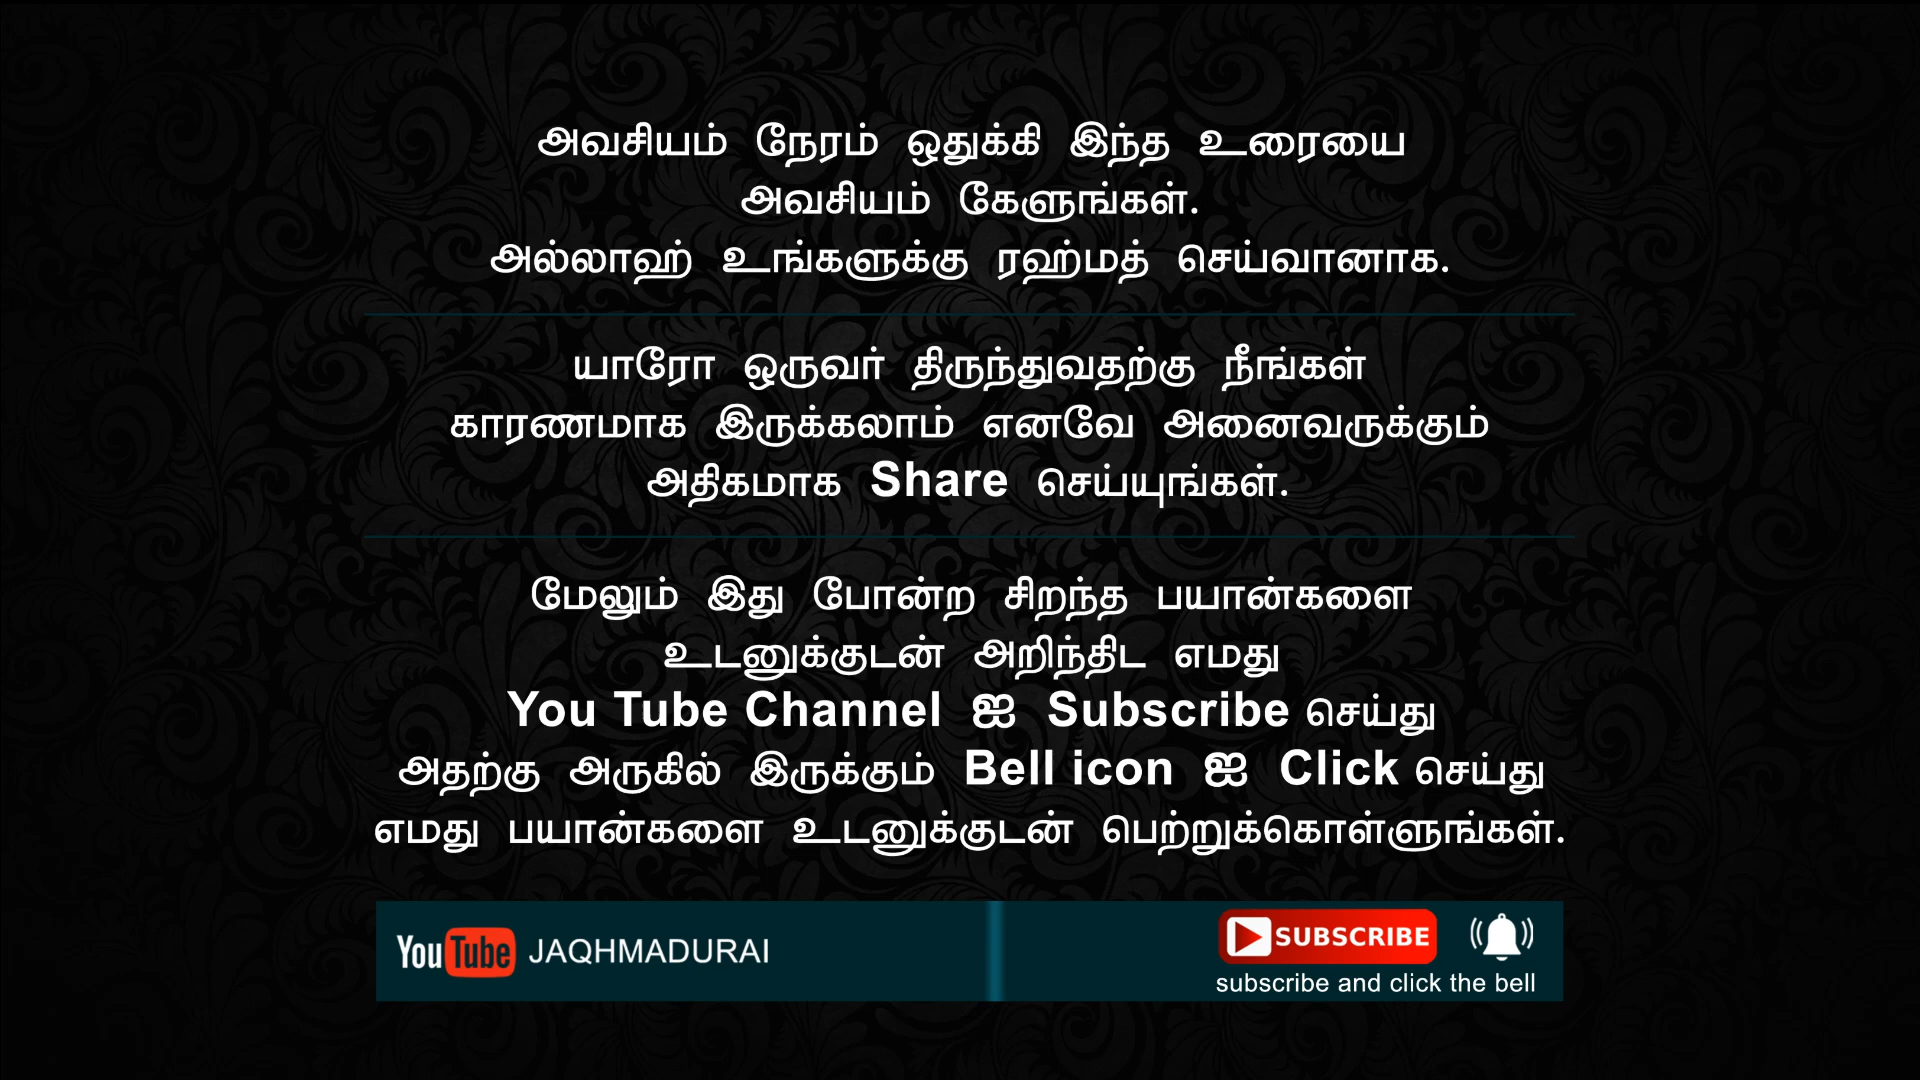 அவசியம் நேரம் ஒதுக்கி இந்த உரையை
அவசியம் கேளுங்கள்.
அல்லாஹ் உங்களுக்கு ரஹ்மத் செய்வானாக.
யாரோ ஒருவர் திருந்துவதற்கு நீங்கள்
காரணமாக இருக்கலாம் எனவே அனைவருக்கும்
அதிகமாக Share செய்யுங்கள்.
மேலும் இது போன்ற சிறந்த பயான்களை
உடனுக்குடன் அறிந்திட எமது
You Tube Channel ஐ Subscribe செய்து
அதற்கு அருகில் இருக்கும் Bell icon ஐ Click செய்து
எமது பயான்களை உடனுக்குடன் பெற்றுக்கொள்ளுங்கள்.
YouTube JAQHMADURAI
SUBSCRIBE
subscribe and click the bell